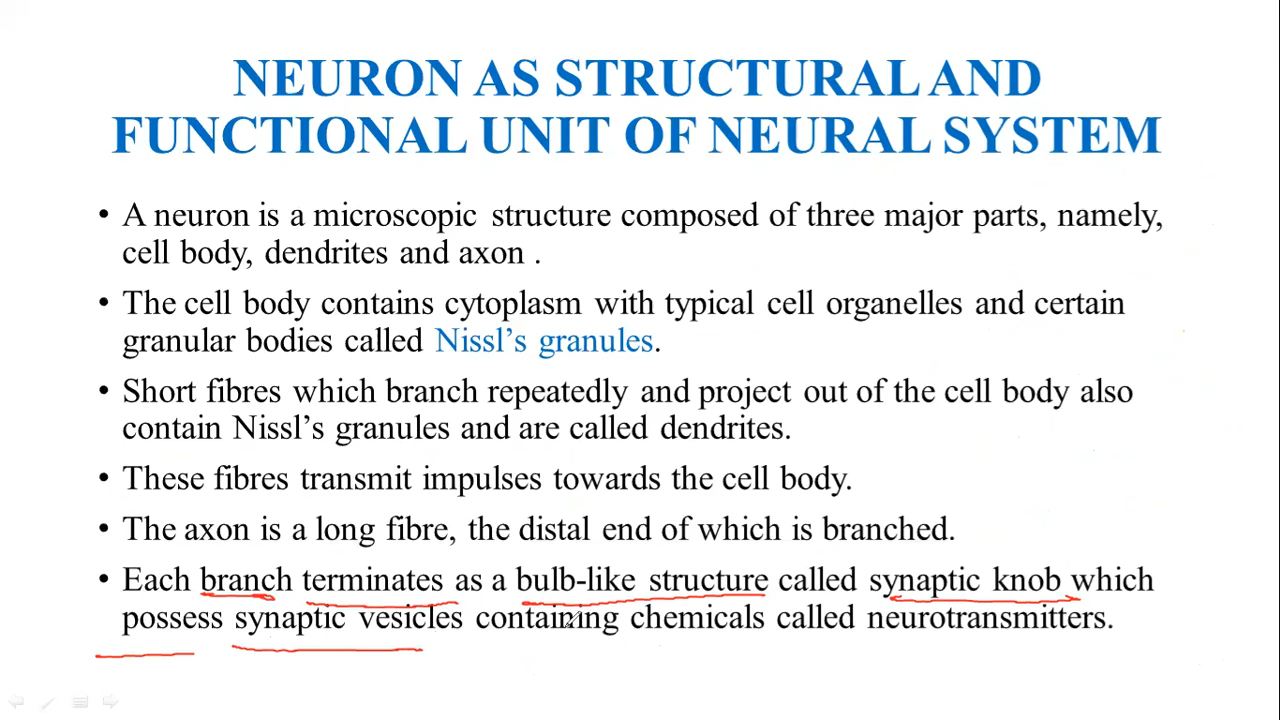 NEURON AS STRUCTURAL AND
FUNCTIONAL UNIT OF NEURAL SYSTEM
• A neuron is a microscopic structure composed of three major parts, namely,
cell body, dendrites and axon .
• The cell body contains cytoplasm with typical cell organelles and certain
granular bodies called Nissl’s granules.
• Short fibres which branch repeatedly and project out of the cell body also
contain Nissl’s granules and are called dendrites.
• These fibres transmit impulses towards the cell body.
• The axon is a long fibre, the distal end of which is branched.
• Each branch terminates as a bulb-like structure called synaptic knob which
possess synaptic vesicles containing chemicals called neurotransmitters.